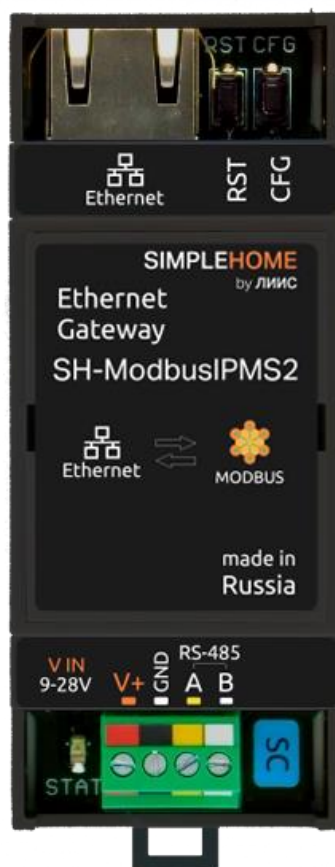 RST CFG
Ethernet
RST
CFG
SIMPLEHOME
by ЛИИС
Ethernet
Gateway
SH-ModbusIPMS2
Ethernet
MODBUS
made in
Russia
V IN
9-28V
RS-485
V+
GND
A
B
STAT
SC